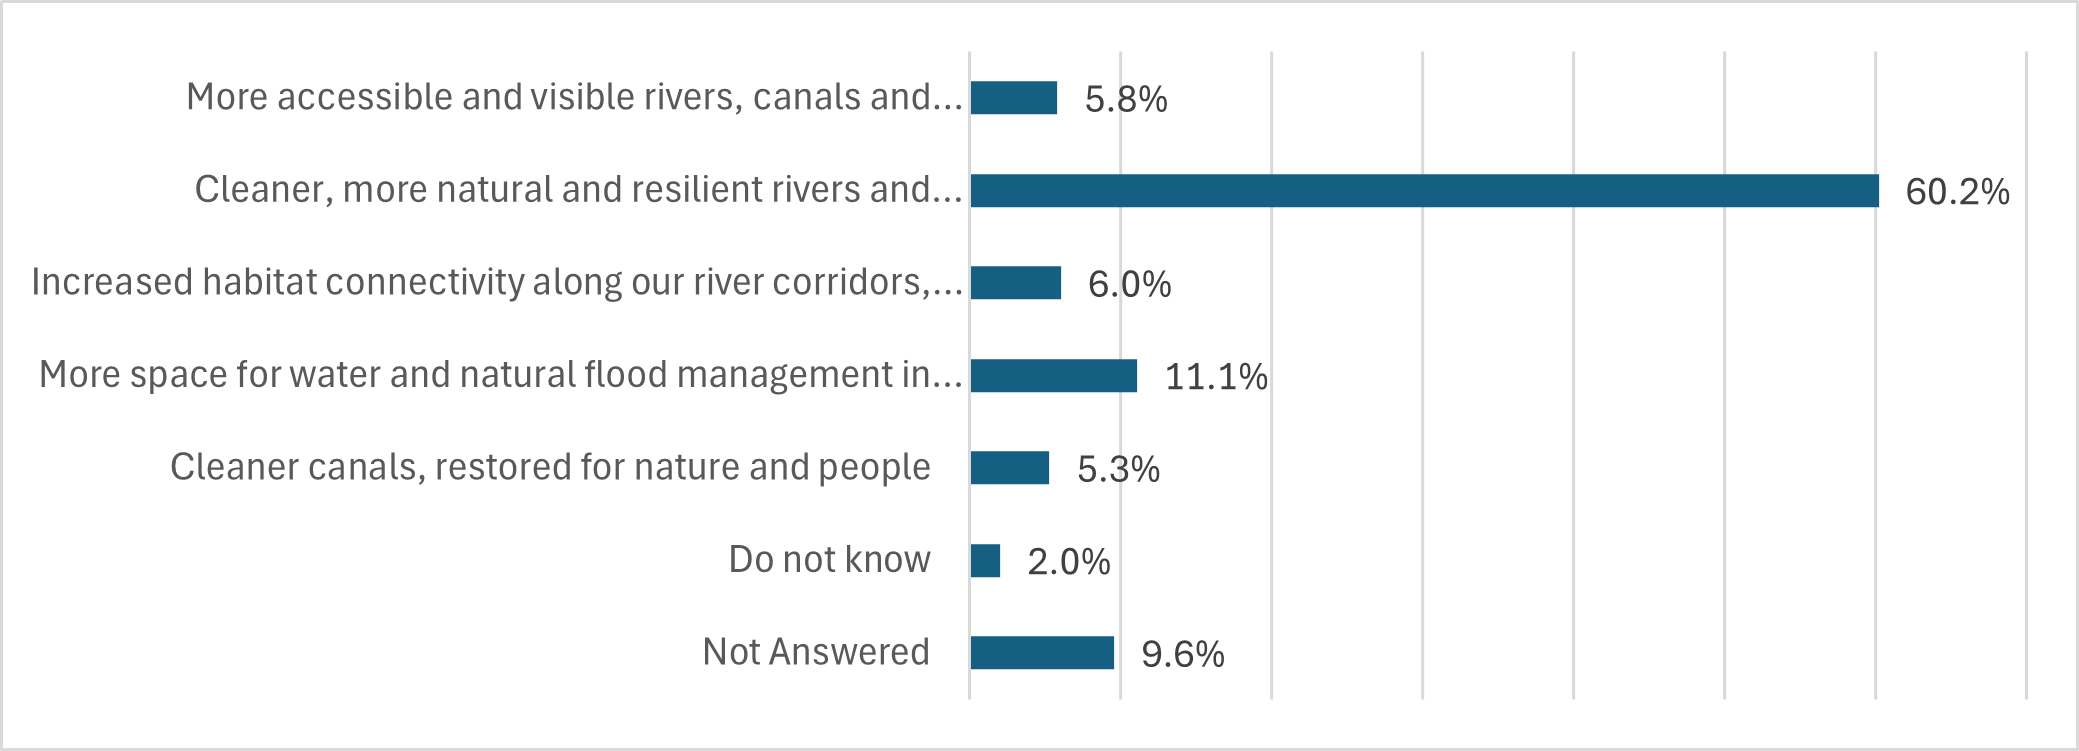 More accessible and visible rivers, canals and... 5.8%
Cleaner, more natural and resilient rivers and... 60.2%
Increased habitat connectivity along our river corridors,... 6.0%
More space for water and natural flood management in... 11.1%
Cleaner canals, restored for nature and people 5.3%
Do not know 2.0%
Not Answered 9.6%